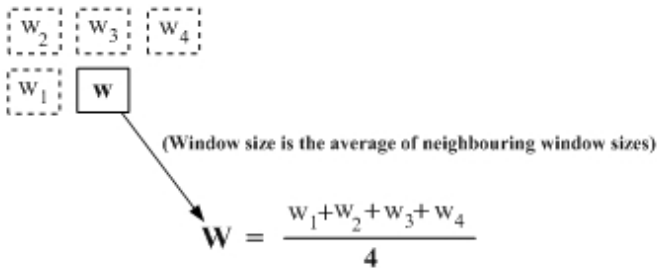 w₂ w₃ w₄
w₁ w
(Window size is the average of neighbouring window sizes)
W = w₁+w₂+w₃+w₄
4